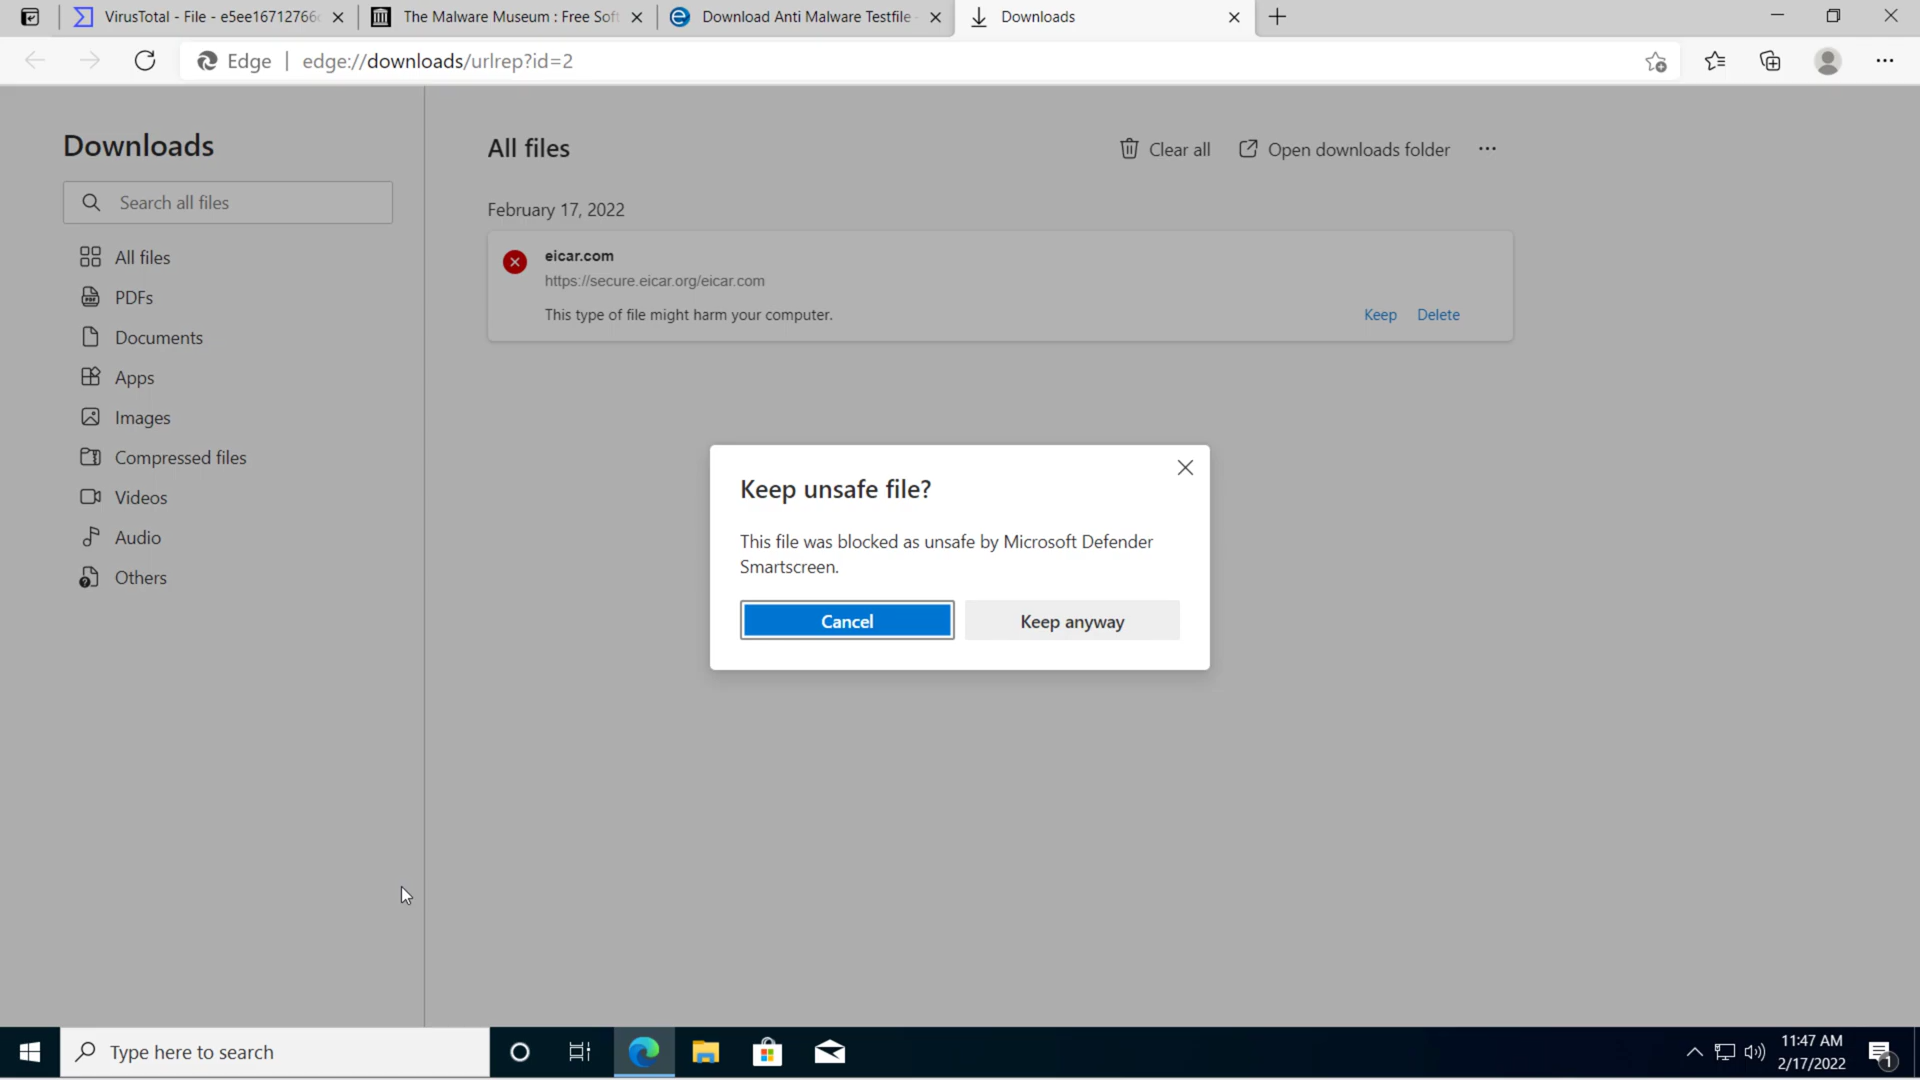 VirusTotal - File - e5ee16712766
The Malware Museum : Free Soft
Download Anti Malware Testfile -
Downloads
Edge
edge://downloads/urlrep?id=2
Downloads
Search all files
All files
PDFs
Documents
Apps
Images
Compressed files
Videos
Audio
Others
All files
Clear all
Open downloads folder
February 17, 2022
eicar.com
https://secure.eicar.org/eicar.com
This type of file might harm your computer.
Keep
Delete
Keep unsafe file?
This file was blocked as unsafe by Microsoft Defender
Smartscreen.
Cancel
Keep anyway
Type here to search
11:47 AM
2/17/2022
1